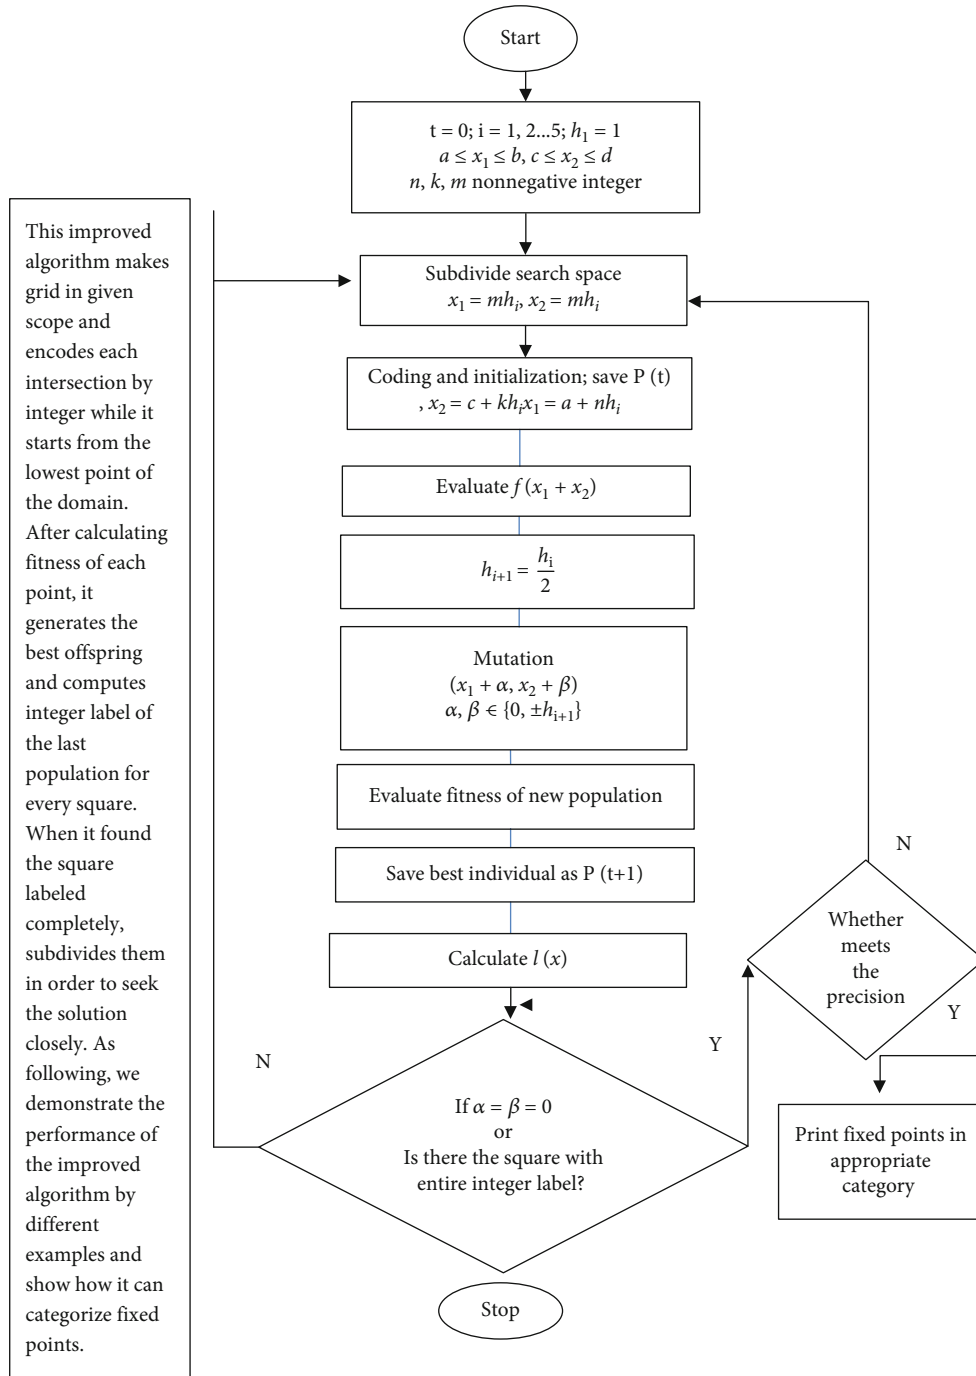 Start
t = 0; i = 1, 2...5; h₁ = 1
a ≤ x₁ ≤ b, c ≤ x₂ ≤ d
n, k, m nonnegative integer
This improved
algorithm makes
grid in given
scope and
encodes each
intersection by
integer while it
starts from the
lowest point of
the domain.
After calculating
fitness of each
point, it
generates the
best offspring
and computes
integer label of
the last
population for
every square.
When it found
the square
labeled
completely,
subdivides them
in order to seek
the solution
closely. As
following, we
demonstrate the
performance of
the improved
algorithm by
different
examples and
show how it can
categorize fixed
points.
Subdivide search space
x₁ = mhᵢ, x₂ = mhᵢ
Coding and initialization; save P (t)
, x₂ = c + khᵢx₁ = a + nhᵢ
Evaluate f (x₁ + x₂)
hᵢ₊₁ = hᵢ/2
Mutation
(x₁ + α, x₂ + β)
α, β ∈ {0, ±hᵢ₊₁}
Evaluate fitness of new population
Save best individual as P (t+1)
Calculate l (x)
If α = β = 0
or
Is there the square with
entire integer label?
N
Y
Whether
meets
the
precision
N
Y
Print fixed points in
appropriate
category
Stop